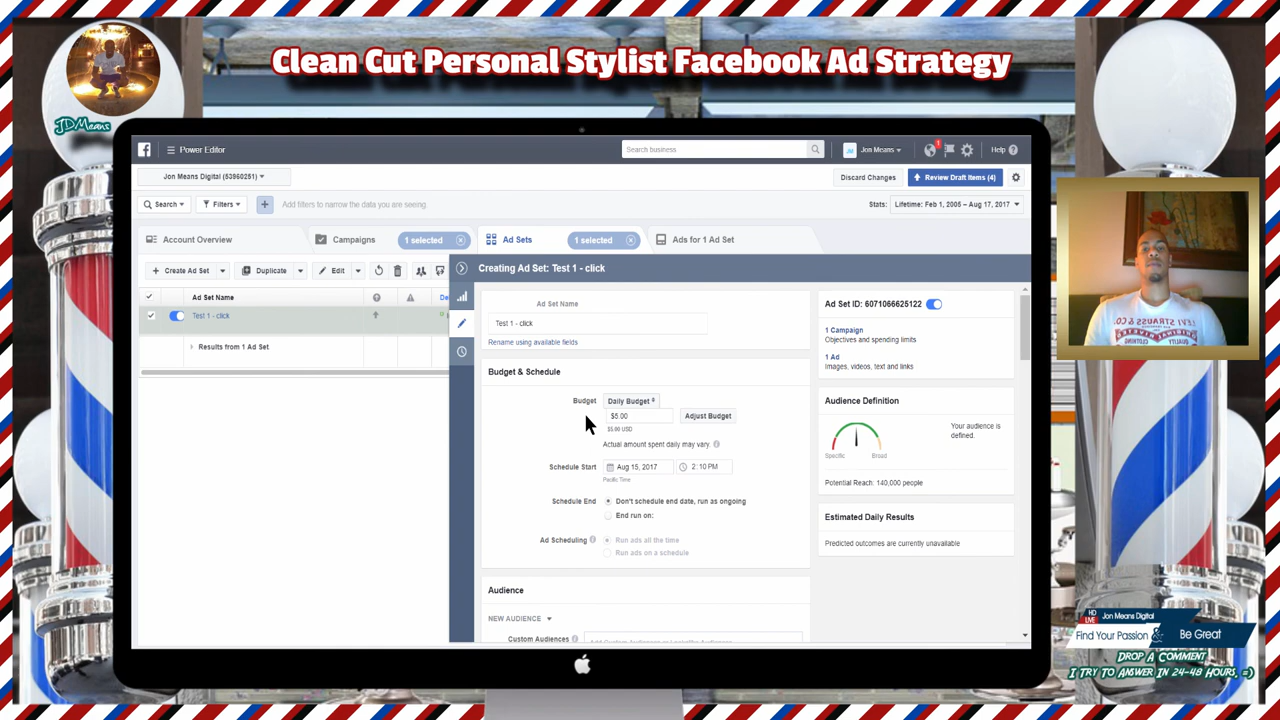 Clean Cut Personal Stylist Facebook Ad Strategy
JDMeans
Power Editor
Search business
JM
Jon Means
1
Help
Jon Means Digital (53960251)
Discard Changes
Review Draft Items (4)
Search
Filters
Add filters to narrow the data you are seeing.
Stats:
Lifetime: Feb 1, 2005 – Aug 17, 2017
Account Overview
Campaigns
1 selected
Ad Sets
1 selected
Ads for 1 Ad Set
Create Ad Set
Duplicate
Edit
Creating Ad Set: Test 1 - click
Ad Set Name
De
Test 1 - click
Results from 1 Ad Set
Ad Set Name
Test 1 - click
Rename using available fields
Budget & Schedule
Budget
Daily Budget
$5.00
Adjust Budget
$5.00 USD
Actual amount spent daily may vary.
Schedule Start
Aug 15, 2017
2:10 PM
Pacific Time
Schedule End
Don't schedule end date, run as ongoing
End run on:
Ad Scheduling
Run ads all the time
Run ads on a schedule
Audience
NEW AUDIENCE
Custom Audiences
Ad Set ID: 6071066625122
1 Campaign
Objectives and spending limits
1 Ad
Images, videos, text and links
Audience Definition
Your audience is
defined.
Specific
Broad
Potential Reach: 140,000 people
Estimated Daily Results
Predicted outcomes are currently unavailable
LEVI STRAUSS & CO.
HD
LIVE
Jon Means Digital
Find Your Passion & Be Great
Drop A Comment
I Try To Answer In 24-48 Hours, =)